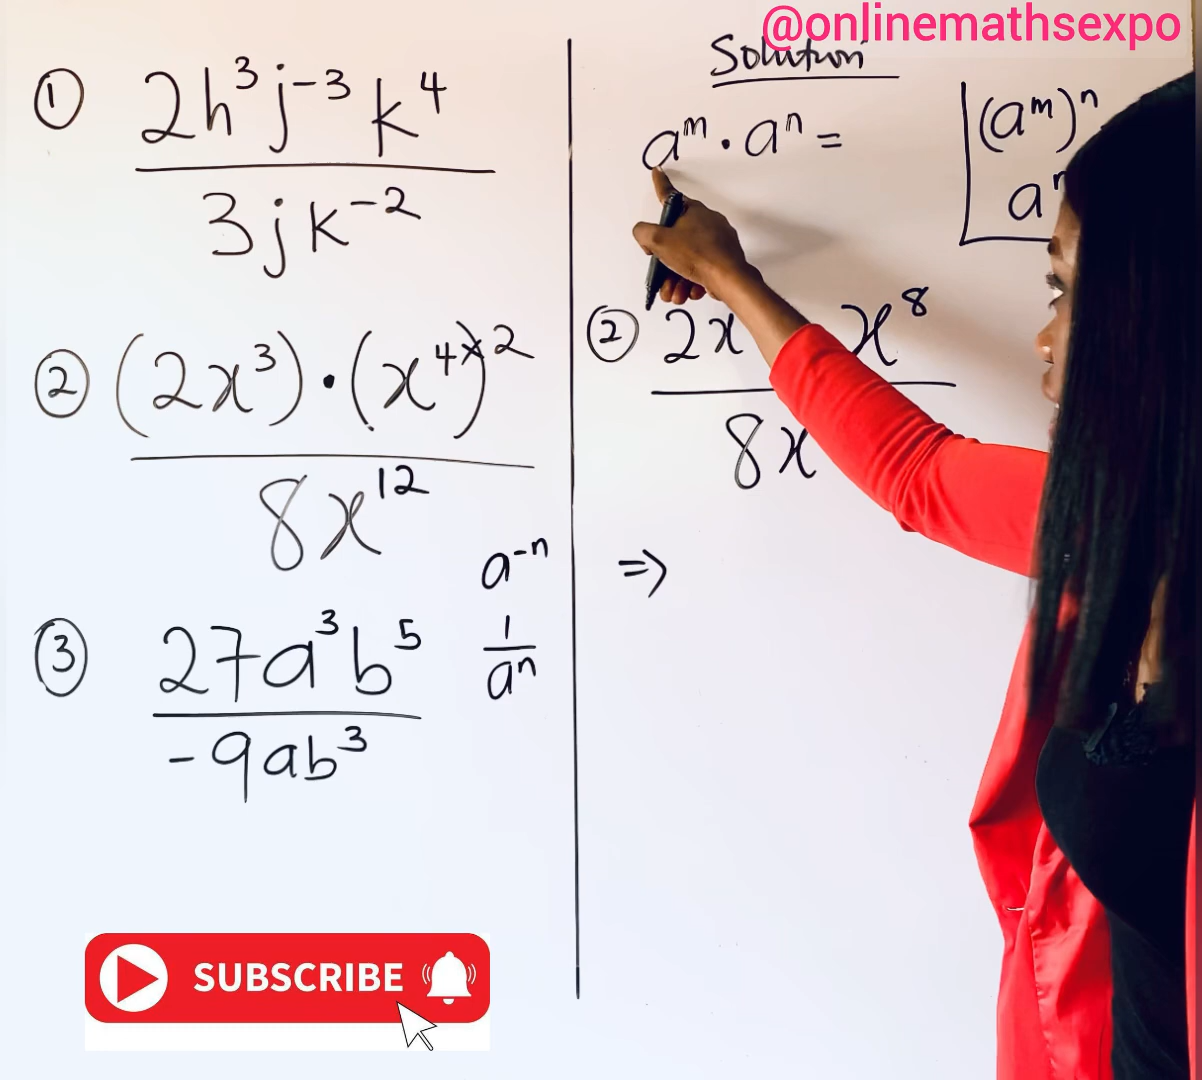 @onlinemathsexpo
① 2h³j⁻³k⁴
3jk⁻²
② (2x³)·(x⁴ˣ)²
8x¹²
a⁻ⁿ
1
aⁿ
③ 27a³b⁵
-9ab³
SUBSCRIBE
Solution
aᵐ·aⁿ =
(aᵐ)ⁿ
② 2x x⁸
8x
=>